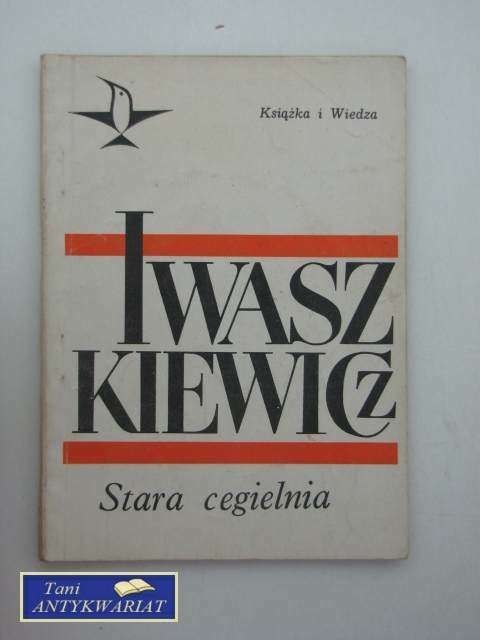 Książka i Wiedza
IWASZ
KIEWICZ
Stara cegielnia
Tani
ANTYKWARIAT